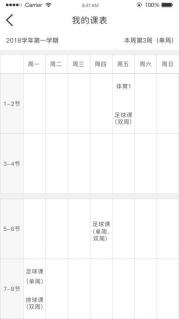 Carrier
9:41 AM
100%
我的课表
2018学年第一学期
本周第3周（单周）
周一 周二 周三 周四 周五 周六 周日
1-2节
体育1
足球课
（双周）
3-4节
5-6节
足球课
（单周、
双周）
7-8节
足球课
（单周）
排球课
（双周）